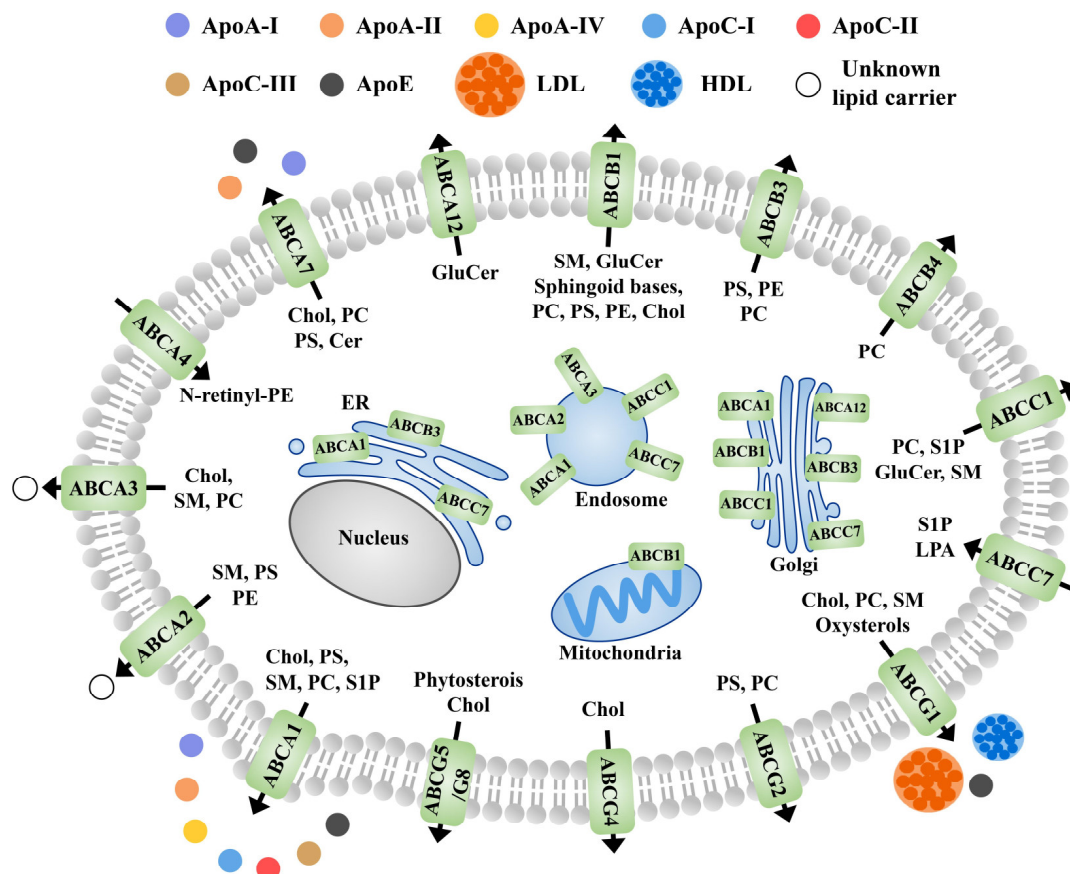 ApoA-I
ApoA-II
ApoA-IV
ApoC-I
ApoC-II
ApoC-III
ApoE
LDL
HDL
Unknown
lipid carrier
ABCA7
Chol, PC
PS, Cer
ABCA12
GluCer
ABCB1
SM, GluCer
Sphingoid bases,
PC, PS, PE, Chol
ABCB3
PS, PE
PC
ABCB4
PC
ABCA4
N-retinyl-PE
ABCC1
PC, S1P
GluCer, SM
ABCA3
Chol,
SM, PC
ER
ABCA1
ABCB3
ABCC7
Nucleus
ABCA3
ABCC1
ABCA2
ABCA1
ABCC7
Endosome
ABCA1
ABCA12
ABCB1
ABCB3
ABCC1
ABCC7
Golgi
ABCB1
Mitochondria
S1P
LPA
ABCC7
SM, PS
PE
ABCA2
Chol, PS,
SM, PC, S1P
ABCA1
Phytosterois
Chol
ABCG5
/G8
Chol
ABCG4
PS, PC
ABCG2
Chol, PC, SM
Oxysterols
ABCG1